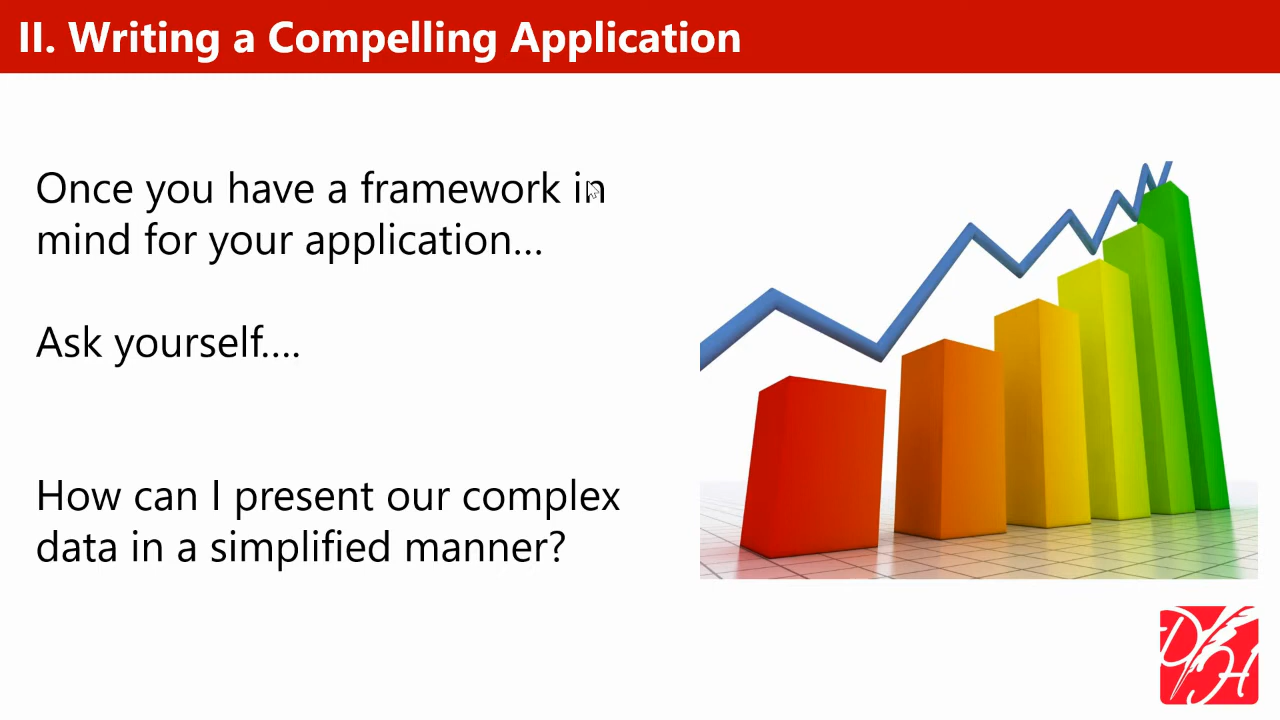 II. Writing a Compelling Application
Once you have a framework in
mind for your application...
Ask yourself....
How can I present our complex
data in a simplified manner?
DH